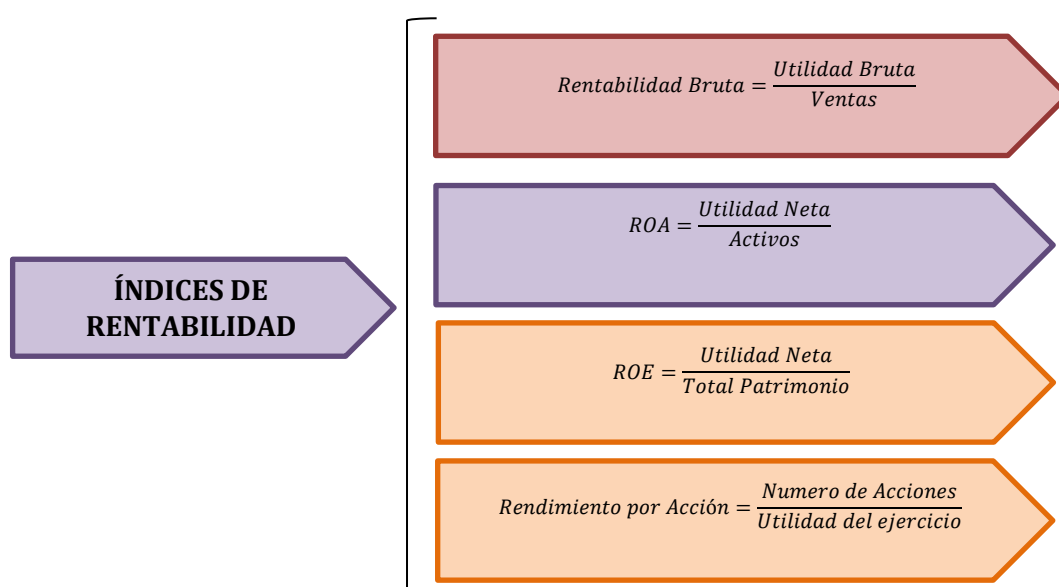 Rentabilidad Bruta = Utilidad Bruta / Ventas
ROA = Utilidad Neta / Activos
ÍNDICES DE
RENTABILIDAD
ROE = Utilidad Neta / Total Patrimonio
Rendimiento por Acción = Numero de Acciones / Utilidad del ejercicio